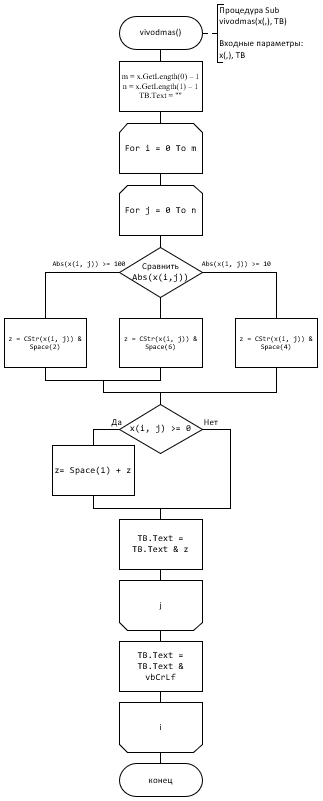 vivodmas()
Процедура Sub
vivodmas(x(,), TB)
Входные параметры:
x(,), TB
m = x.GetLength(0) – 1
n = x.GetLength(1) – 1
TB.Text = ""
For i = 0 To m
For j = 0 To n
Abs(x(i, j)) >= 100
Сравнить
Abs(x(i,j))
Abs(x(i, j)) >= 10
z = CStr(x(i, j)) &
Space(2)
z = CStr(x(i, j)) &
Space(6)
z = CStr(x(i, j)) &
Space(4)
Да
x(i, j) >= 0
Нет
z= Space(1) + z
TB.Text =
TB.Text & z
j
TB.Text =
TB.Text &
vbCrLf
i
конец